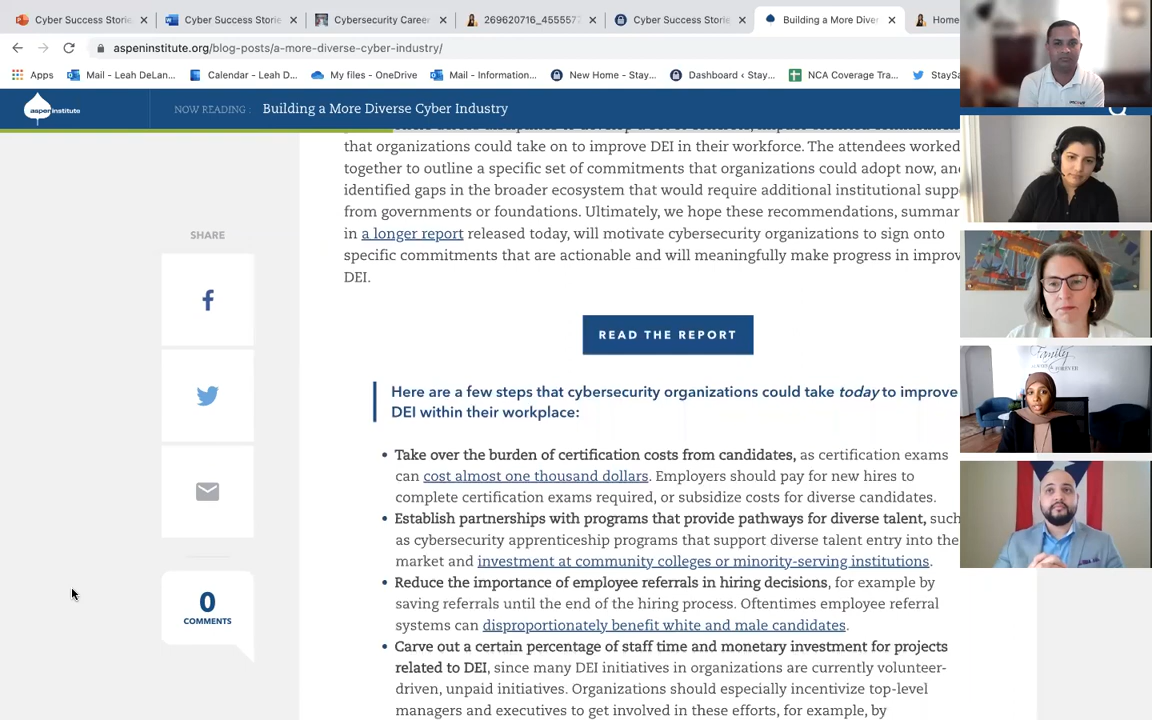 Cyber Success Storie
Cyber Success Stori
Cybersecurity Career
269620716_455557
Cyber Success Storie
Building a More Diver
Home
aspeninstitute.org/blog-posts/a-more-diverse-cyber-industry/
Apps
Mail - Leah DeLan...
Calendar - Leah D...
My files - OneDrive
Mail - Information...
New Home - Stay...
Dashboard ‹ Stay...
NCA Coverage Tra...
StaySa
aspeninstitute
NOW READING :
Building a More Diverse Cyber Industry
that organizations could take on to improve DEI in their workforce. The attendees worked
together to outline a specific set of commitments that organizations could adopt now, an
identified gaps in the broader ecosystem that would require additional institutional supp
from governments or foundations. Ultimately, we hope these recommendations, summar
in a longer report released today, will motivate cybersecurity organizations to sign onto
specific commitments that are actionable and will meaningfully make progress in improv
DEI.
SHARE
READ THE REPORT
Here are a few steps that cybersecurity organizations could take today to improve
DEI within their workplace:
• Take over the burden of certification costs from candidates, as certification exams
can cost almost one thousand dollars. Employers should pay for new hires to
complete certification exams required, or subsidize costs for diverse candidates.
• Establish partnerships with programs that provide pathways for diverse talent, such
as cybersecurity apprenticeship programs that support diverse talent entry into the
market and investment at community colleges or minority-serving institutions.
• Reduce the importance of employee referrals in hiring decisions, for example by
saving referrals until the end of the hiring process. Oftentimes employee referral
systems can disproportionately benefit white and male candidates.
• Carve out a certain percentage of staff time and monetary investment for projects
related to DEI, since many DEI initiatives in organizations are currently volunteer-
driven, unpaid initiatives. Organizations should especially incentivize top-level
managers and executives to get involved in these efforts, for example, by
0
COMMENTS
Family